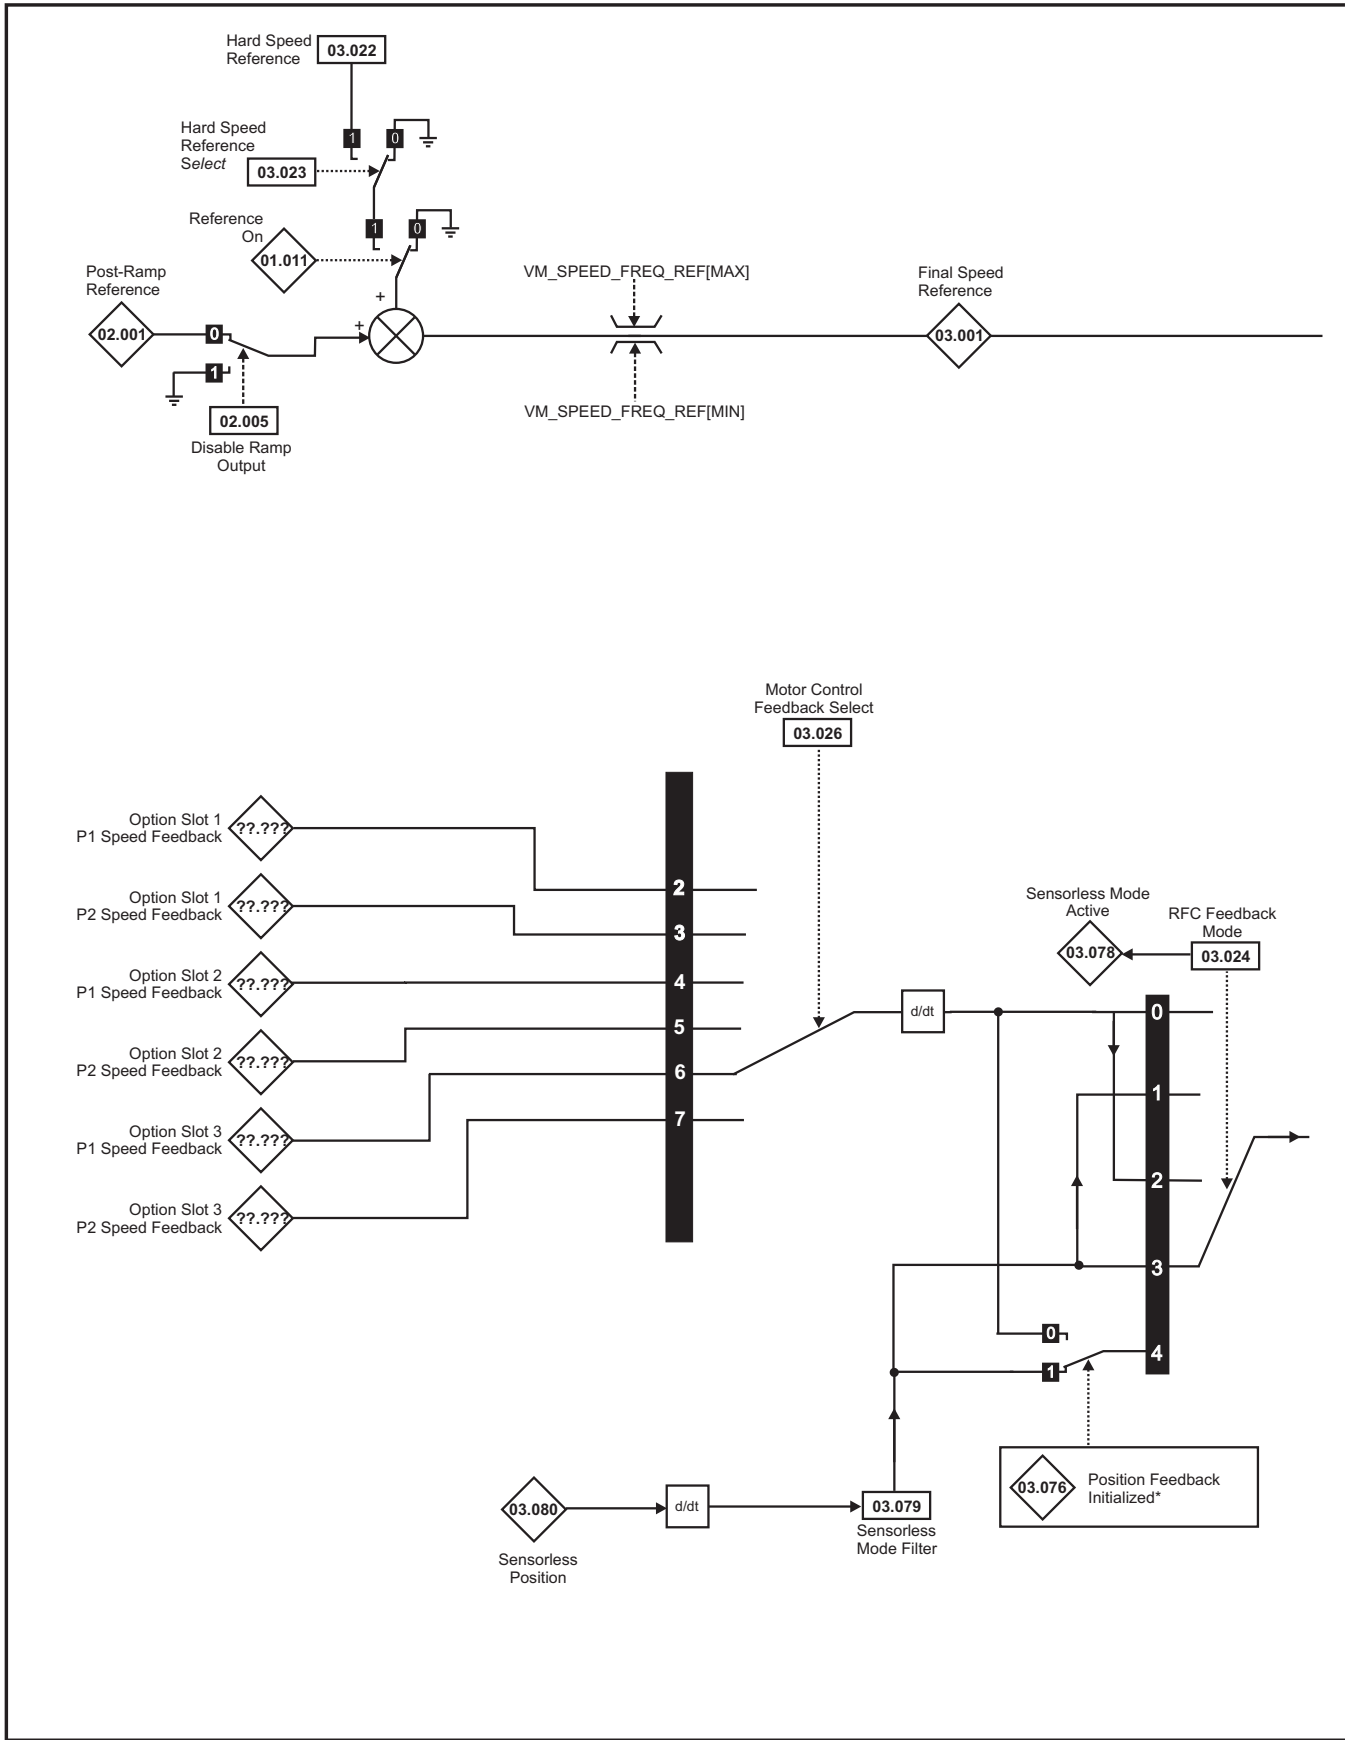 Hard Speed
Reference
03.022
Hard Speed
Reference
Select
03.023
1
0
Reference
On
01.011
1
0
Post-Ramp
Reference
02.001
0
1
+
+
02.005
Disable Ramp
Output
VM_SPEED_FREQ_REF[MAX]
VM_SPEED_FREQ_REF[MIN]
Final Speed
Reference
03.001
Motor Control
Feedback Select
03.026
Option Slot 1
P1 Speed Feedback
??.???
Option Slot 1
P2 Speed Feedback
??.???
Option Slot 2
P1 Speed Feedback
??.???
Option Slot 2
P2 Speed Feedback
??.???
Option Slot 3
P1 Speed Feedback
??.???
Option Slot 3
P2 Speed Feedback
??.???
2
3
4
5
6
7
d/dt
Sensorless Mode
Active
03.078
RFC Feedback
Mode
03.024
0
1
2
3
4
0
1
03.076
Position Feedback
Initialized*
03.080
Sensorless
Position
d/dt
03.079
Sensorless
Mode Filter